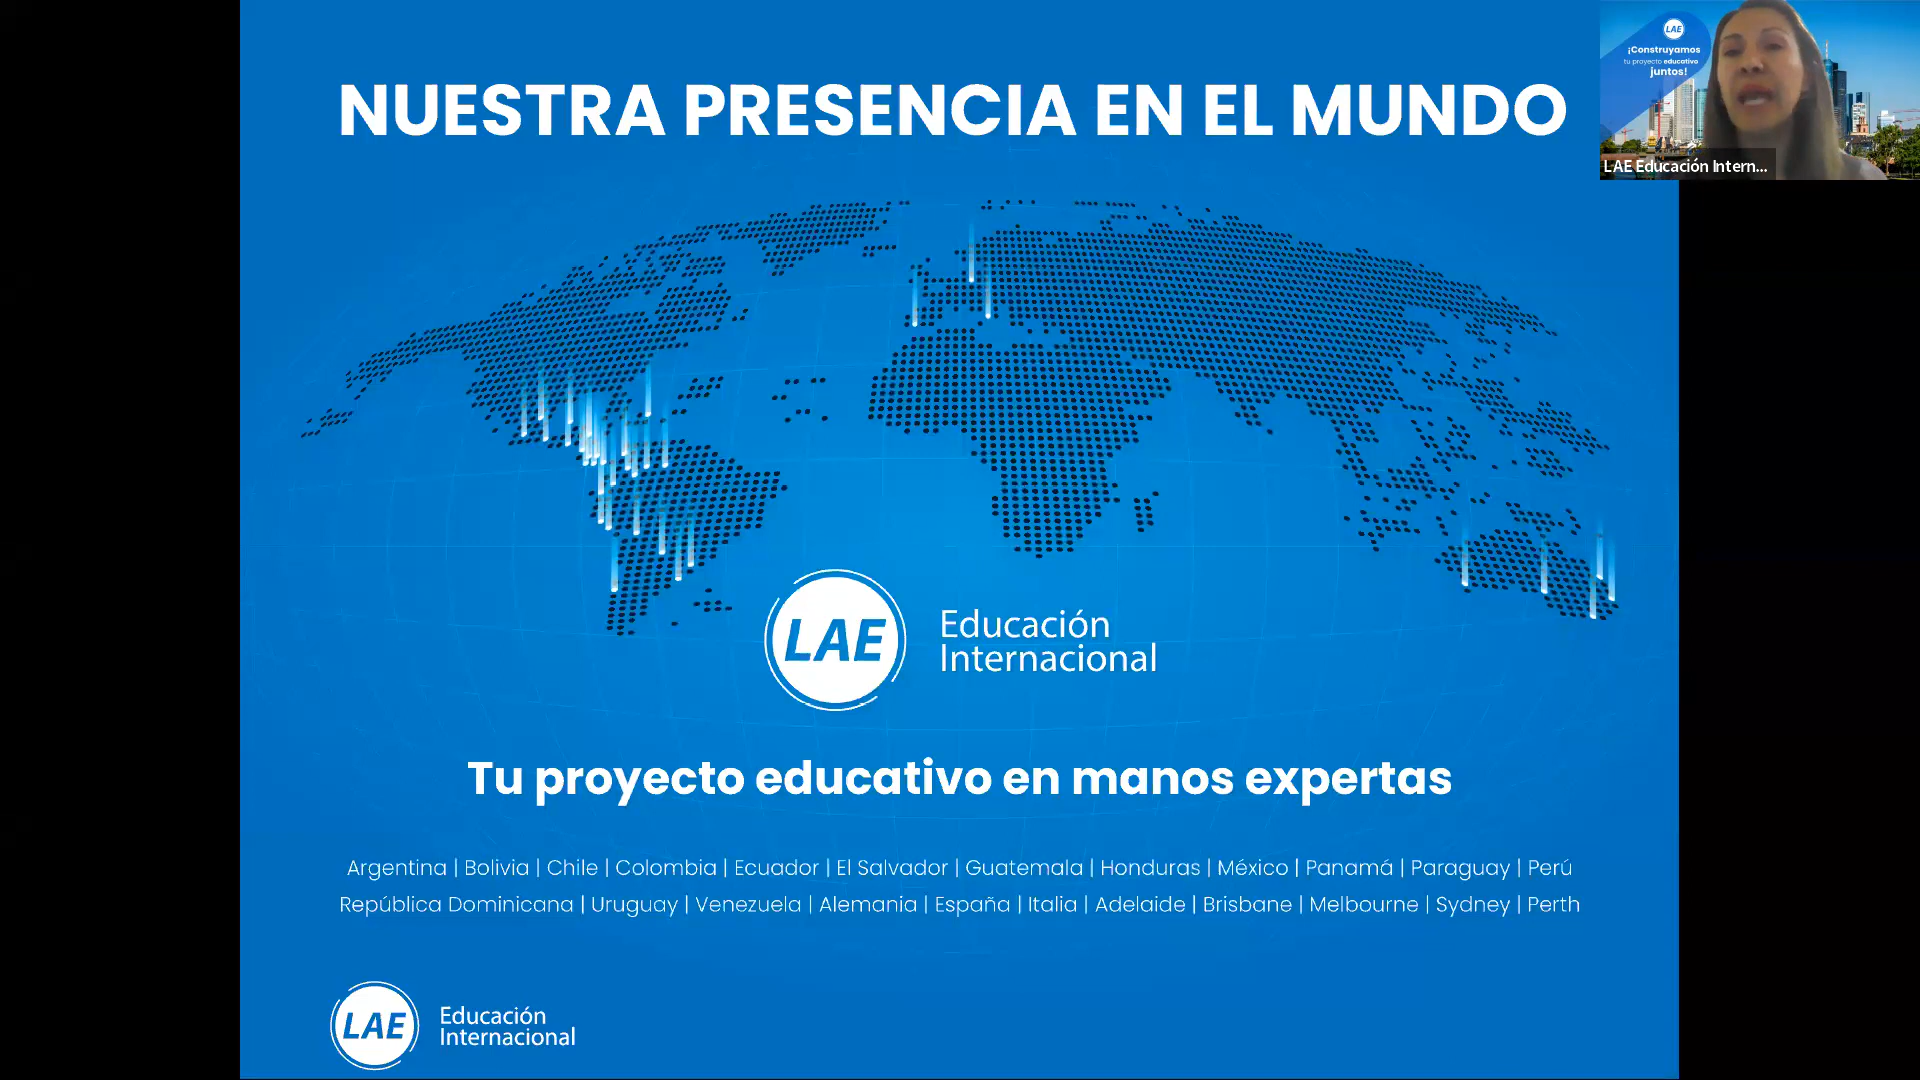 NUESTRA PRESENCIA EN EL MUNDO
LAE
¡Construyamos
tu proyecto educativo
juntos!
LAE Educación Intern...
LAE
Educación
Internacional
Tu proyecto educativo en manos expertas
Argentina | Bolivia | Chile | Colombia | Ecuador | El Salvador | Guatemala | Honduras | México | Panamá | Paraguay | Perú
República Dominicana | Uruguay | Venezuela | Alemania | España | Italia | Adelaide | Brisbane | Melbourne | Sydney | Perth
LAE
Educación
Internacional